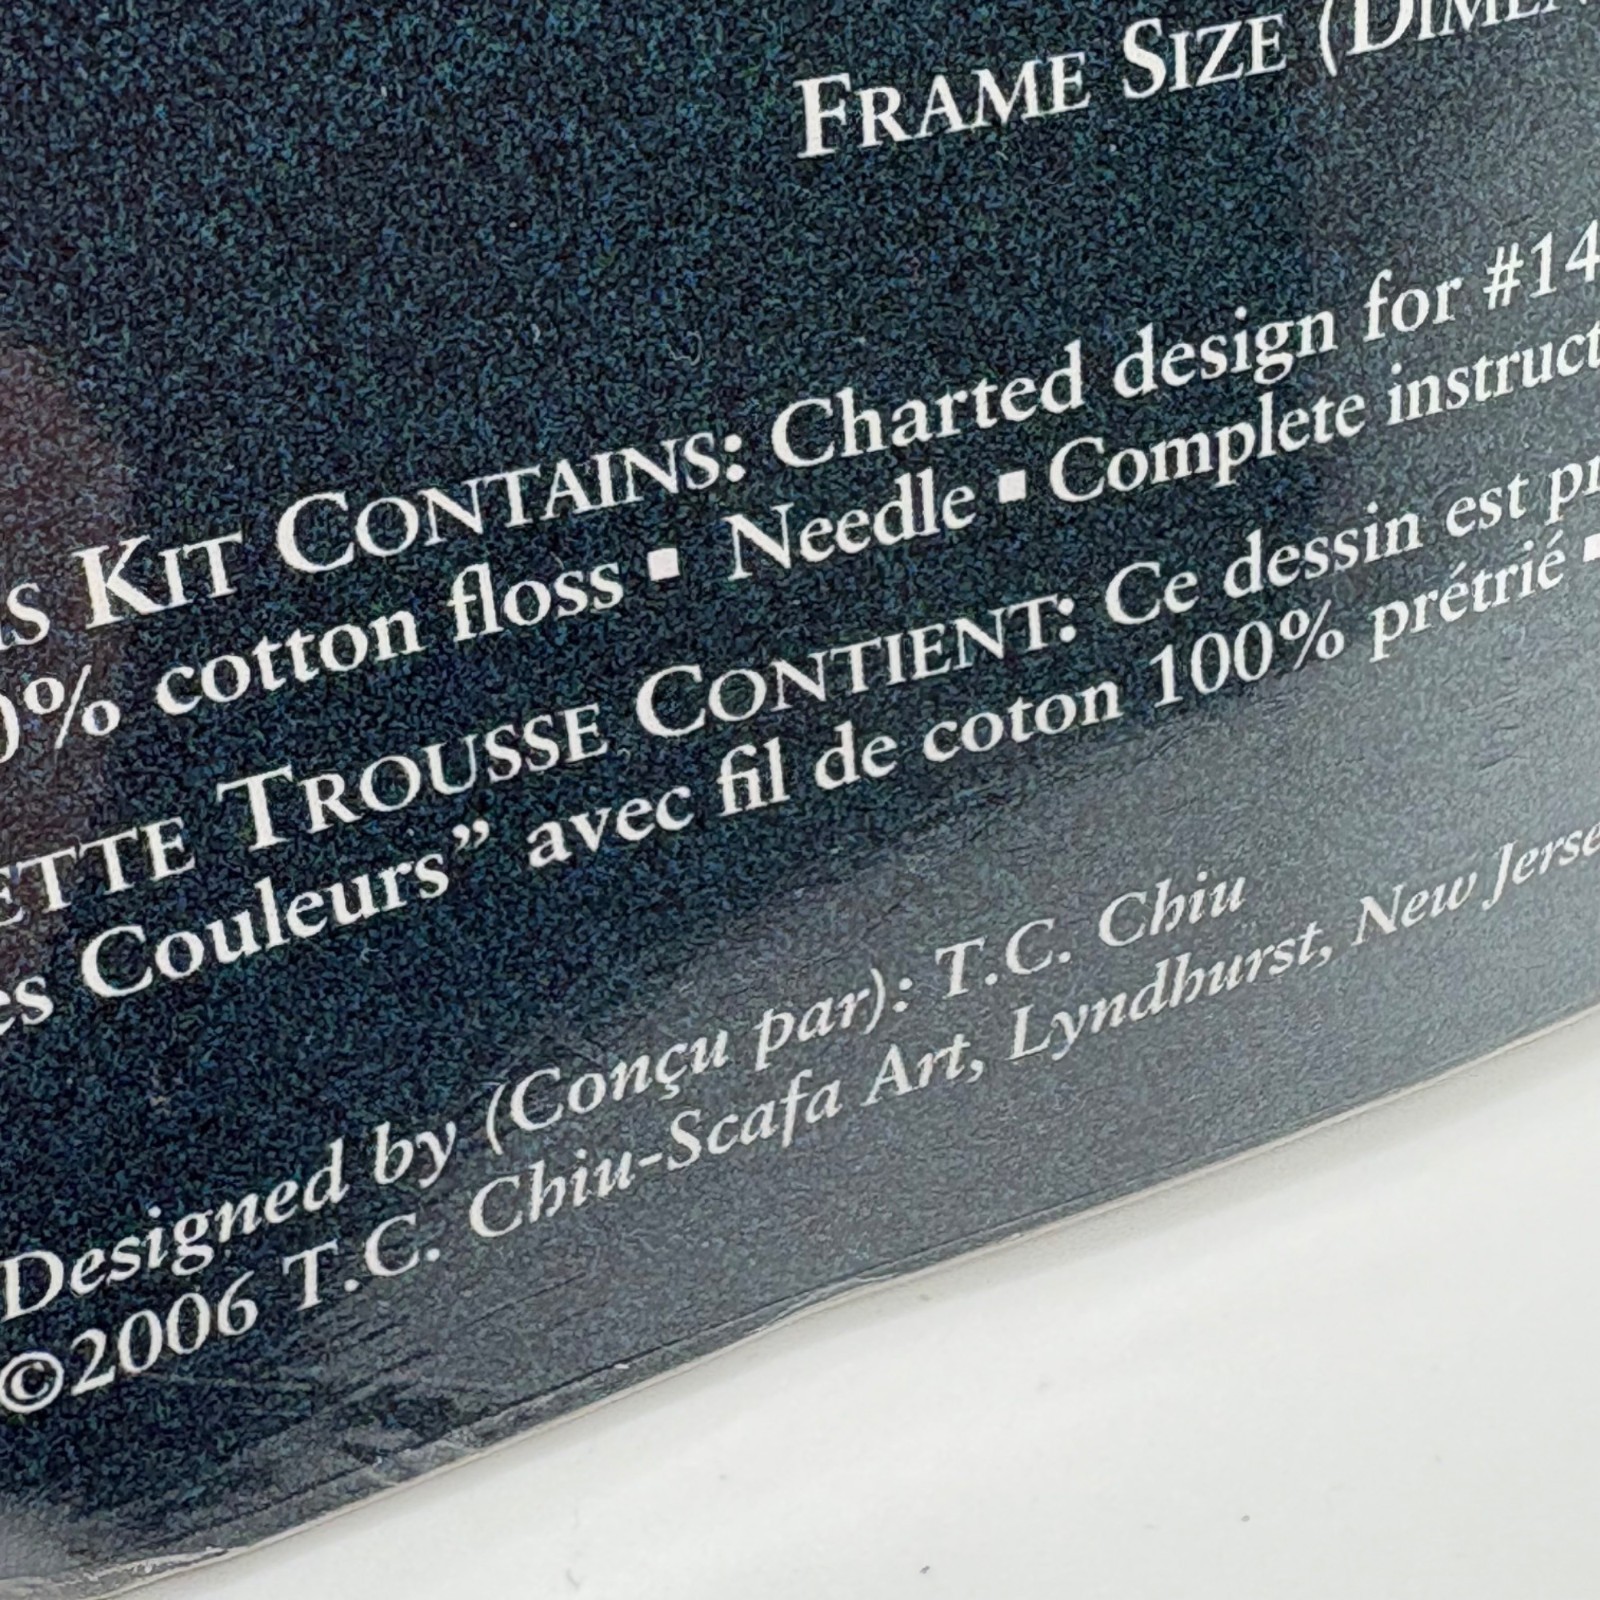 FRAME SIZE (DIMEN
S KIT CONTAINS: Charted design for #14
0% cotton floss ▪ Needle ▪ Complete instruct
ETTE TROUSSE CONTIENT: Ce dessin est pr
es Couleurs” avec fil de coton 100% prétrié ▪
Designed by (Conçu par): T.C. Chiu
©2006 T.C. Chiu-Scafa Art, Lyndhurst, New Jerse